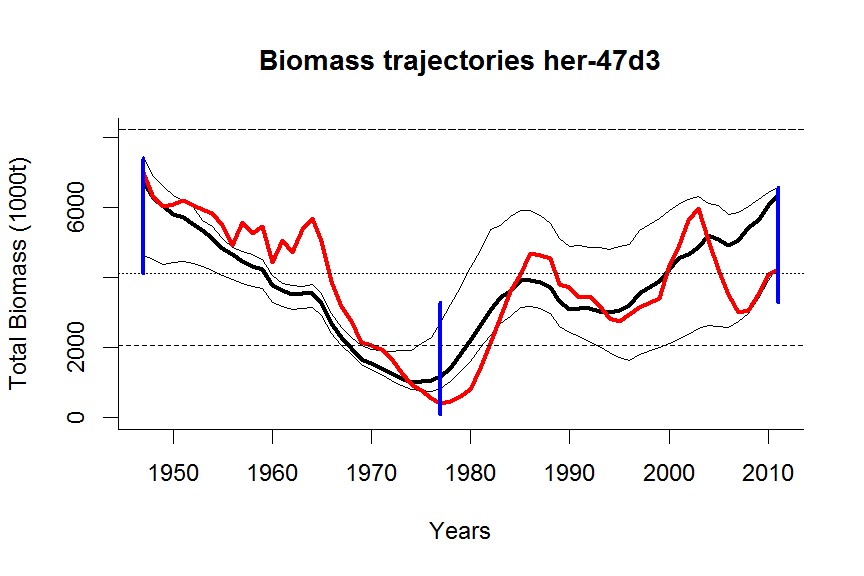 Biomass trajectories her-47d3
Total Biomass (1000t)
6000
2000
0
1950 1960 1970 1980 1990 2000 2010
Years